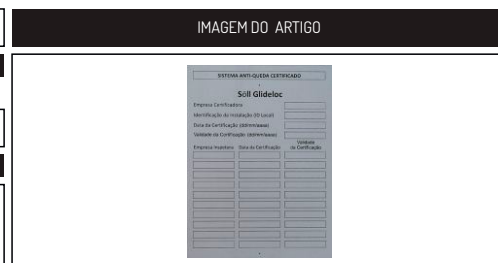 IMAGEM DO ARTIGO
SISTEMA ANTI-QUEDA CERTIFICADO
Söll Glideloc
Empresa Certificadora
Identificação da Instalação (ID Local)
Data da Certificação (dd/mm/aaaa)
Validade da Certificação (dd/mm/aaaa)
Empresa Inspetora Data da Certificação Validade da Certificação